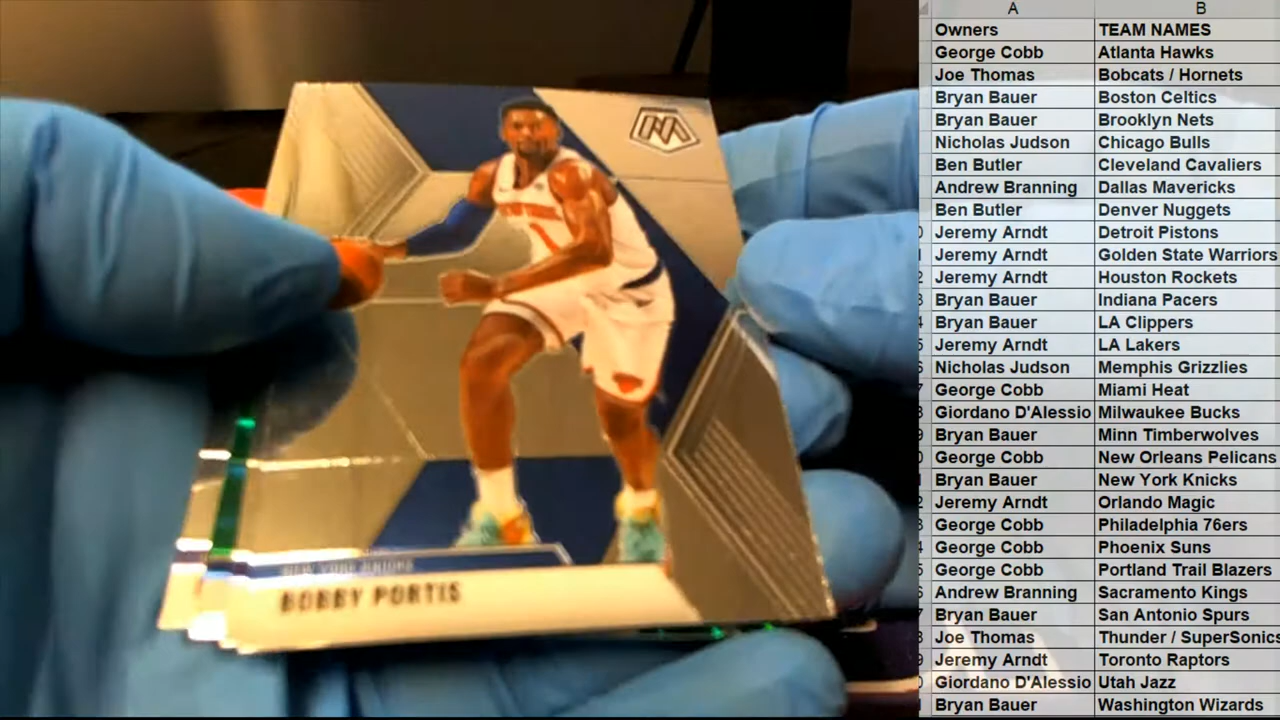 NEW YORK
1
NEW YORK KNICKS
BOBBY PORTIS
A B
Owners TEAM NAMES
George Cobb Atlanta Hawks
Joe Thomas Bobcats / Hornets
Bryan Bauer Boston Celtics
Bryan Bauer Brooklyn Nets
Nicholas Judson Chicago Bulls
Ben Butler Cleveland Cavaliers
Andrew Branning Dallas Mavericks
Ben Butler Denver Nuggets
Jeremy Arndt Detroit Pistons
Jeremy Arndt Golden State Warriors
Jeremy Arndt Houston Rockets
Bryan Bauer Indiana Pacers
Bryan Bauer LA Clippers
Jeremy Arndt LA Lakers
Nicholas Judson Memphis Grizzlies
George Cobb Miami Heat
Giordano D'Alessio Milwaukee Bucks
Bryan Bauer Minn Timberwolves
George Cobb New Orleans Pelicans
Bryan Bauer New York Knicks
Jeremy Arndt Orlando Magic
George Cobb Philadelphia 76ers
George Cobb Phoenix Suns
George Cobb Portland Trail Blazers
Andrew Branning Sacramento Kings
Bryan Bauer San Antonio Spurs
Joe Thomas Thunder / SuperSonics
Jeremy Arndt Toronto Raptors
Giordano D'Alessio Utah Jazz
Bryan Bauer Washington Wizards